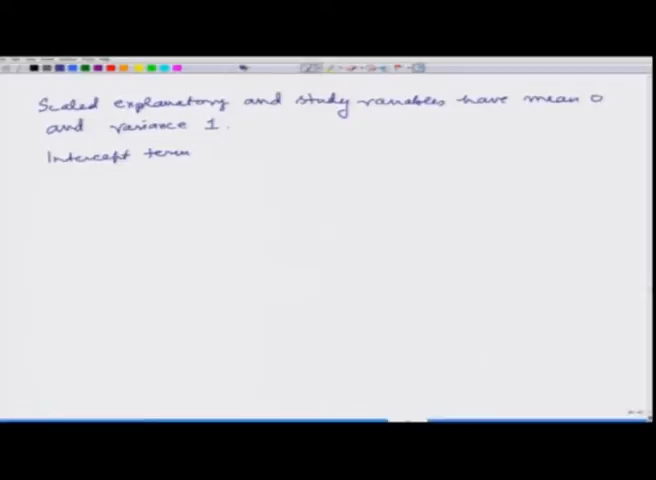 Scaled explanatory and study variables have mean 0
and variance 1.
Intercept term